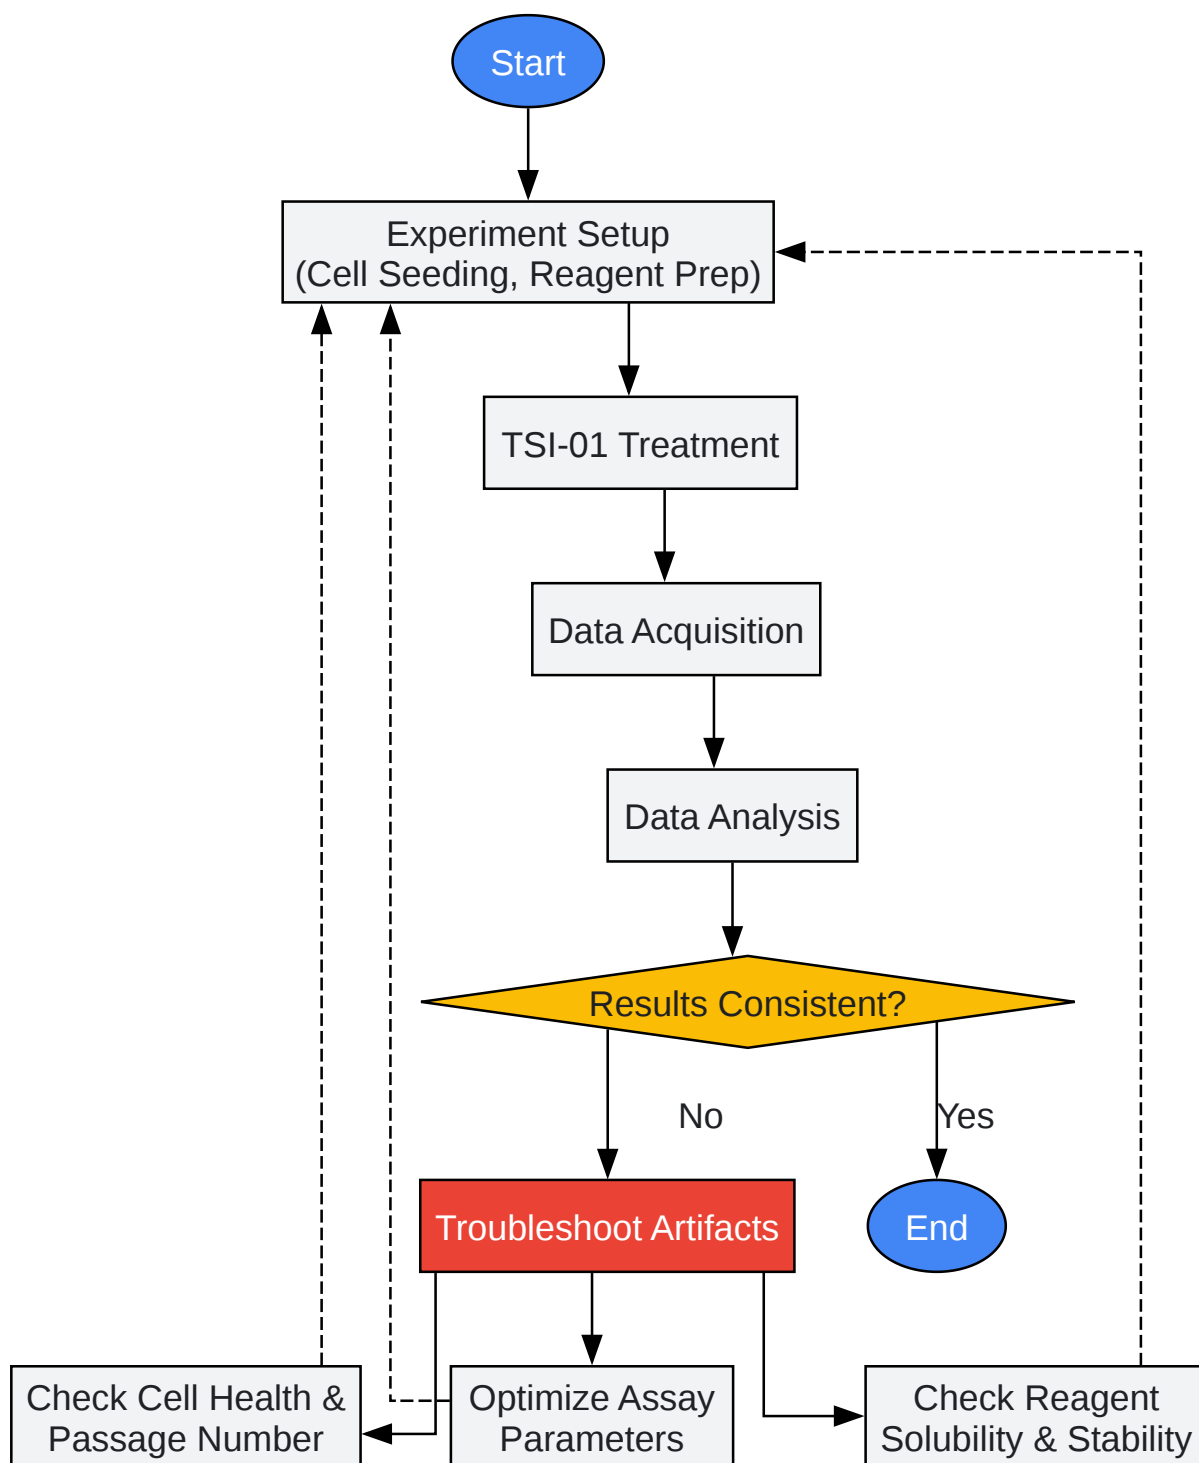 Start
Experiment Setup
(Cell Seeding, Reagent Prep)
TSI-01 Treatment
Data Acquisition
Data Analysis
Results Consistent?
No
Yes
Troubleshoot Artifacts
End
Check Cell Health &
Passage Number
Optimize Assay
Parameters
Check Reagent
Solubility & Stability